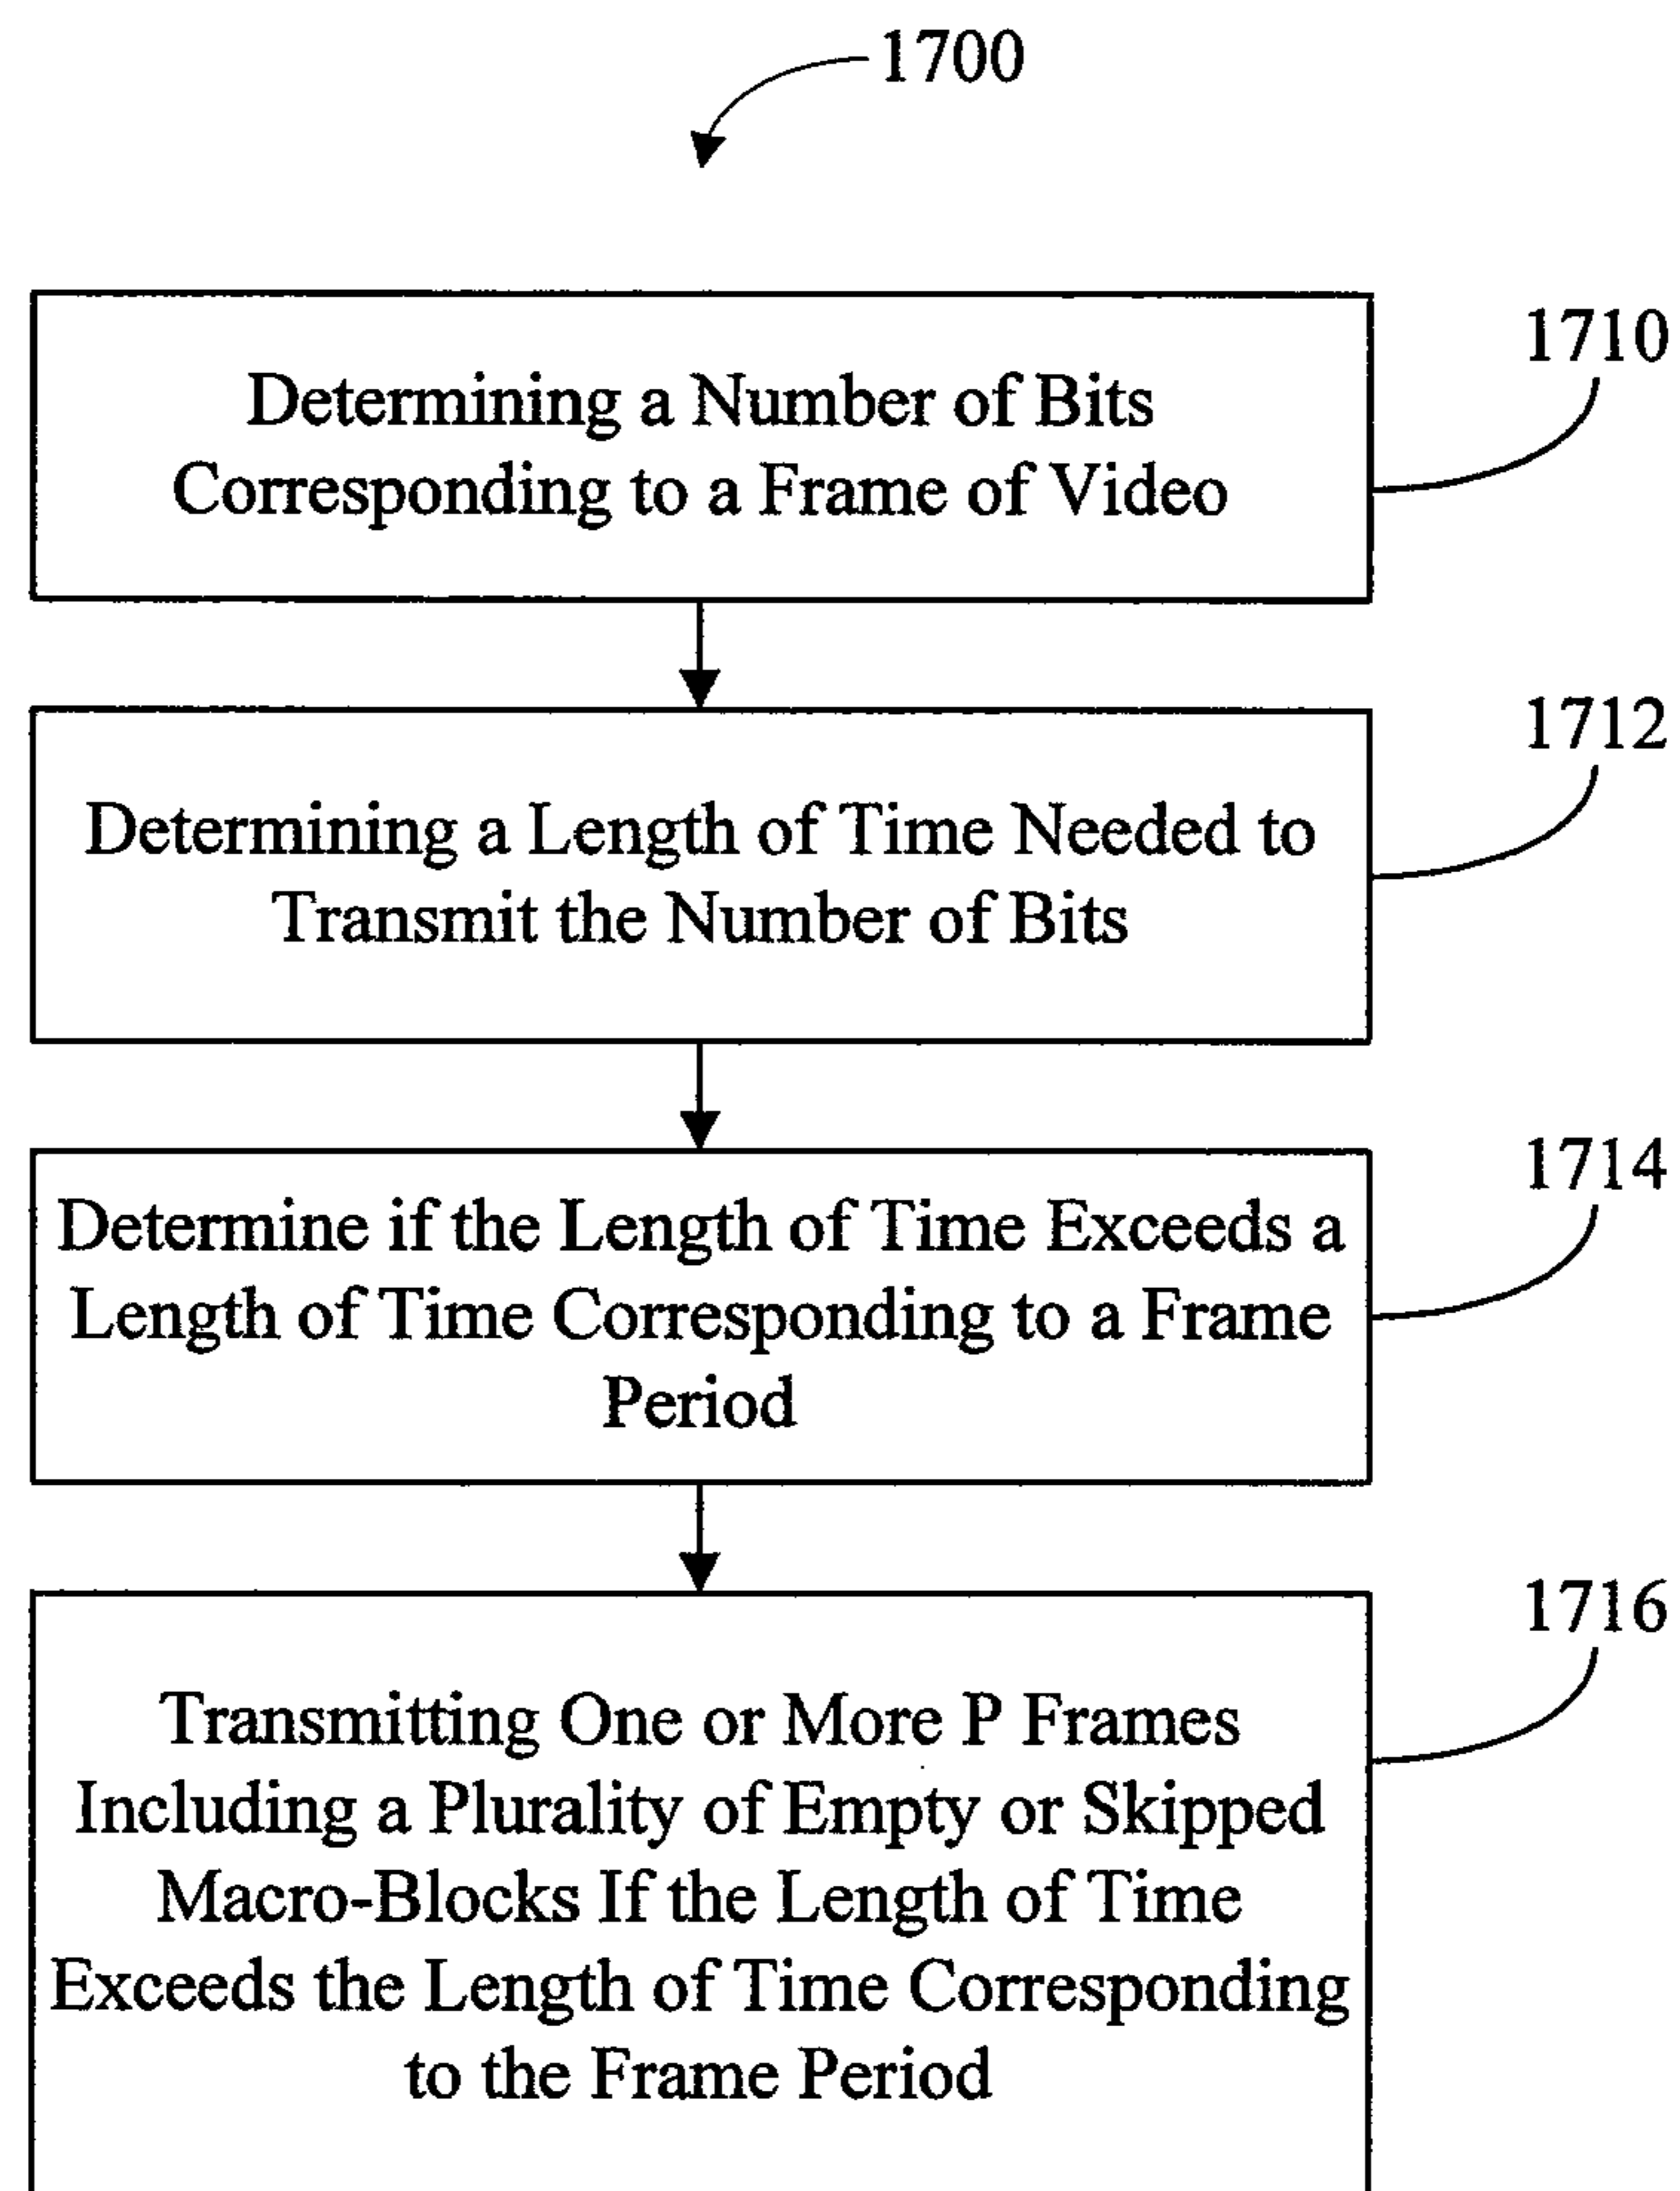 1700
1710
Determining a Number of Bits
Corresponding to a Frame of Video
1712
Determining a Length of Time Needed to
Transmit the Number of Bits
1714
Determine if the Length of Time Exceeds a
Length of Time Corresponding to a Frame
Period
1716
Transmitting One or More P Frames
Including a Plurality of Empty or Skipped
Macro-Blocks If the Length of Time
Exceeds the Length of Time Corresponding
to the Frame Period